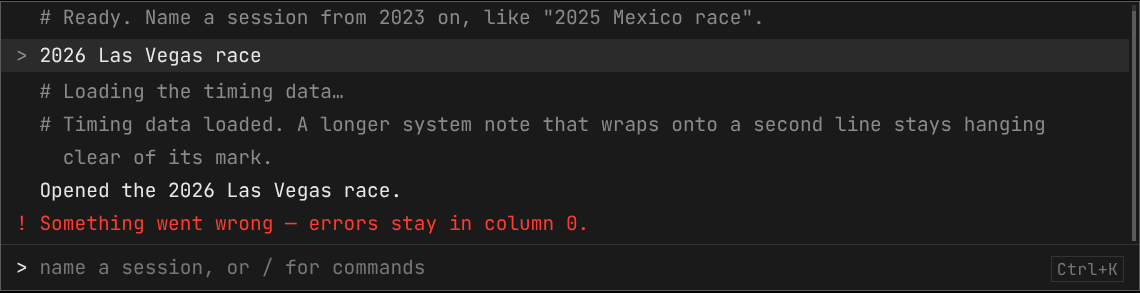 # Ready. Name a session from 2023 on, like "2025 Mexico race".
> 2026 Las Vegas race
# Loading the timing data…
# Timing data loaded. A longer system note that wraps onto a second line stays hanging
clear of its mark.
Opened the 2026 Las Vegas race.
! Something went wrong — errors stay in column 0.
> name a session, or / for commands
Ctrl+K